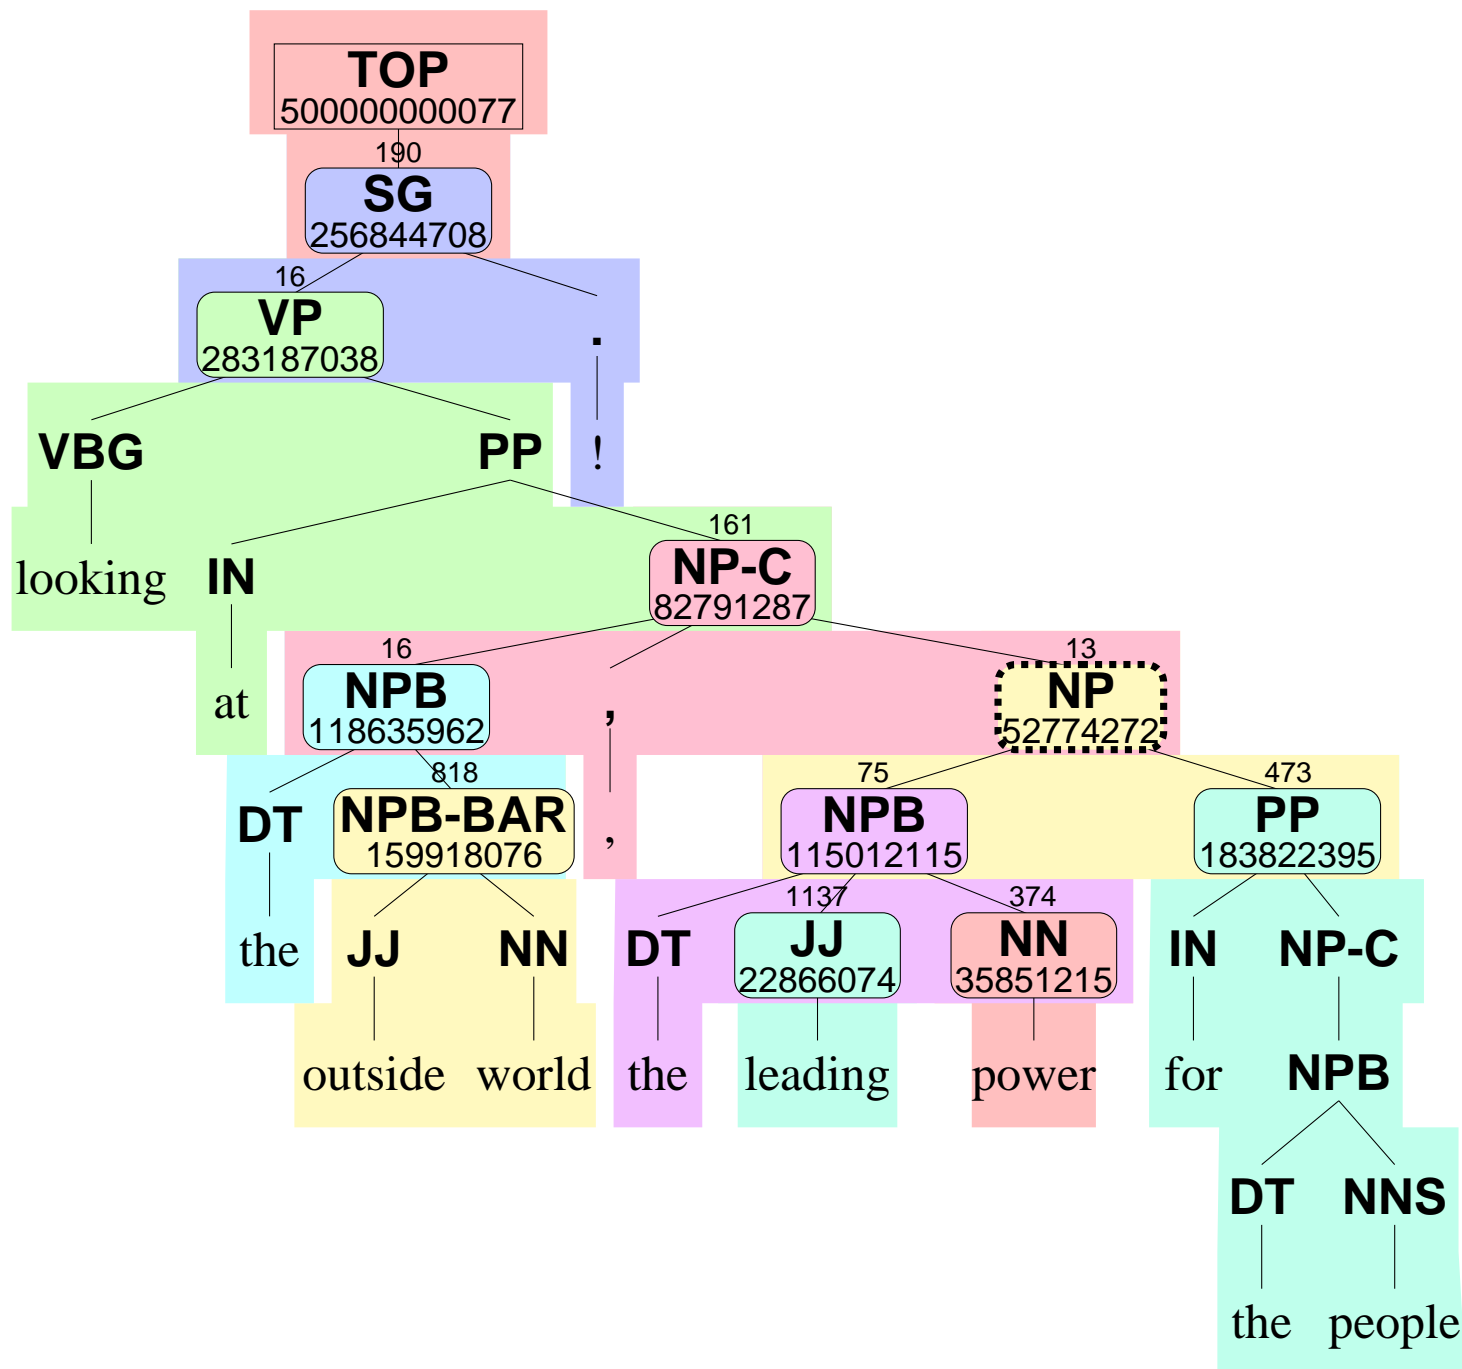 TOP
500000000077
190
SG
256844708
16
VP
283187038
.
VBG
PP
!
161
looking
IN
NP-C
82791287
16
13
at
NPB
118635962
,
NP
52774272
818
75
473
DT
NPB-BAR
159918076
,
NPB
115012115
PP
183822395
1137
374
the
JJ
NN
DT
JJ
22866074
NN
35851215
IN
NP-C
outside
world
the
leading
power
for
NPB
DT
NNS
the
people